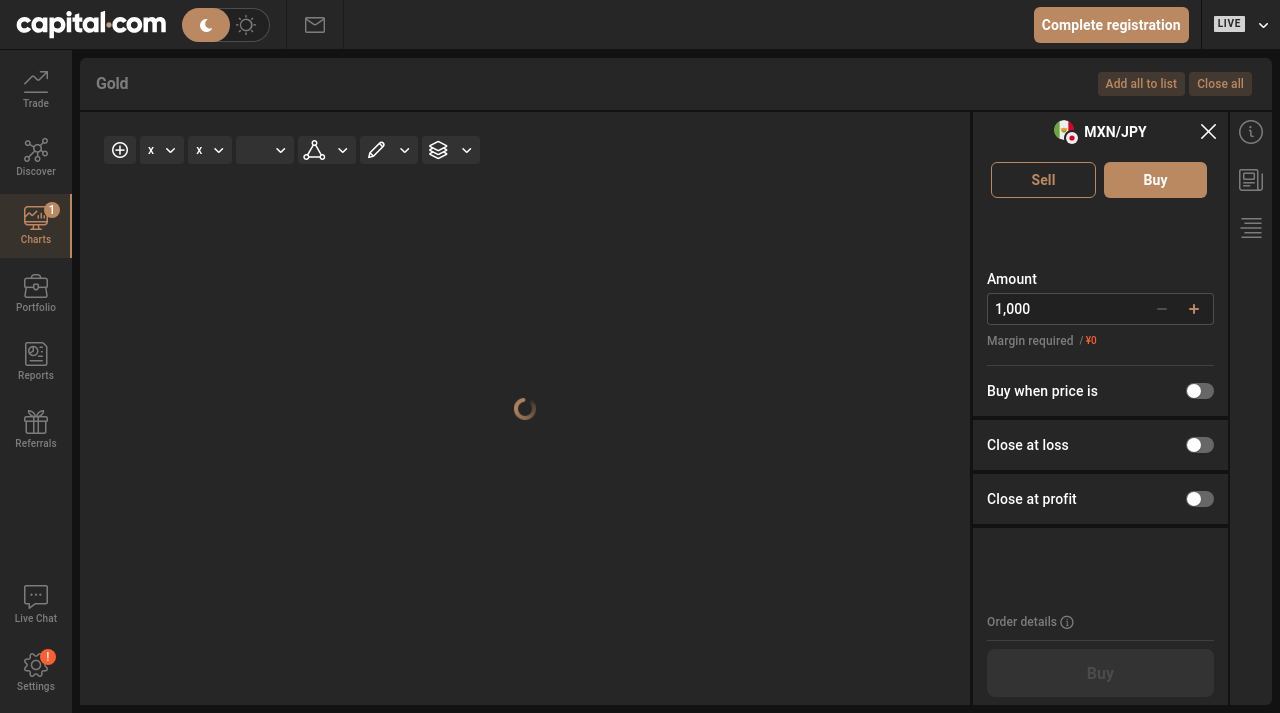 capital.com
Complete registration
LIVE
Trade
Discover
1
Charts
Portfolio
Reports
Referrals
Live Chat
!
Settings
Gold
Add all to list
Close all
x
x
MXN/JPY
Sell
Buy
Amount
1,000
Margin required / ¥0
Buy when price is
Close at loss
Close at profit
Order details
Buy